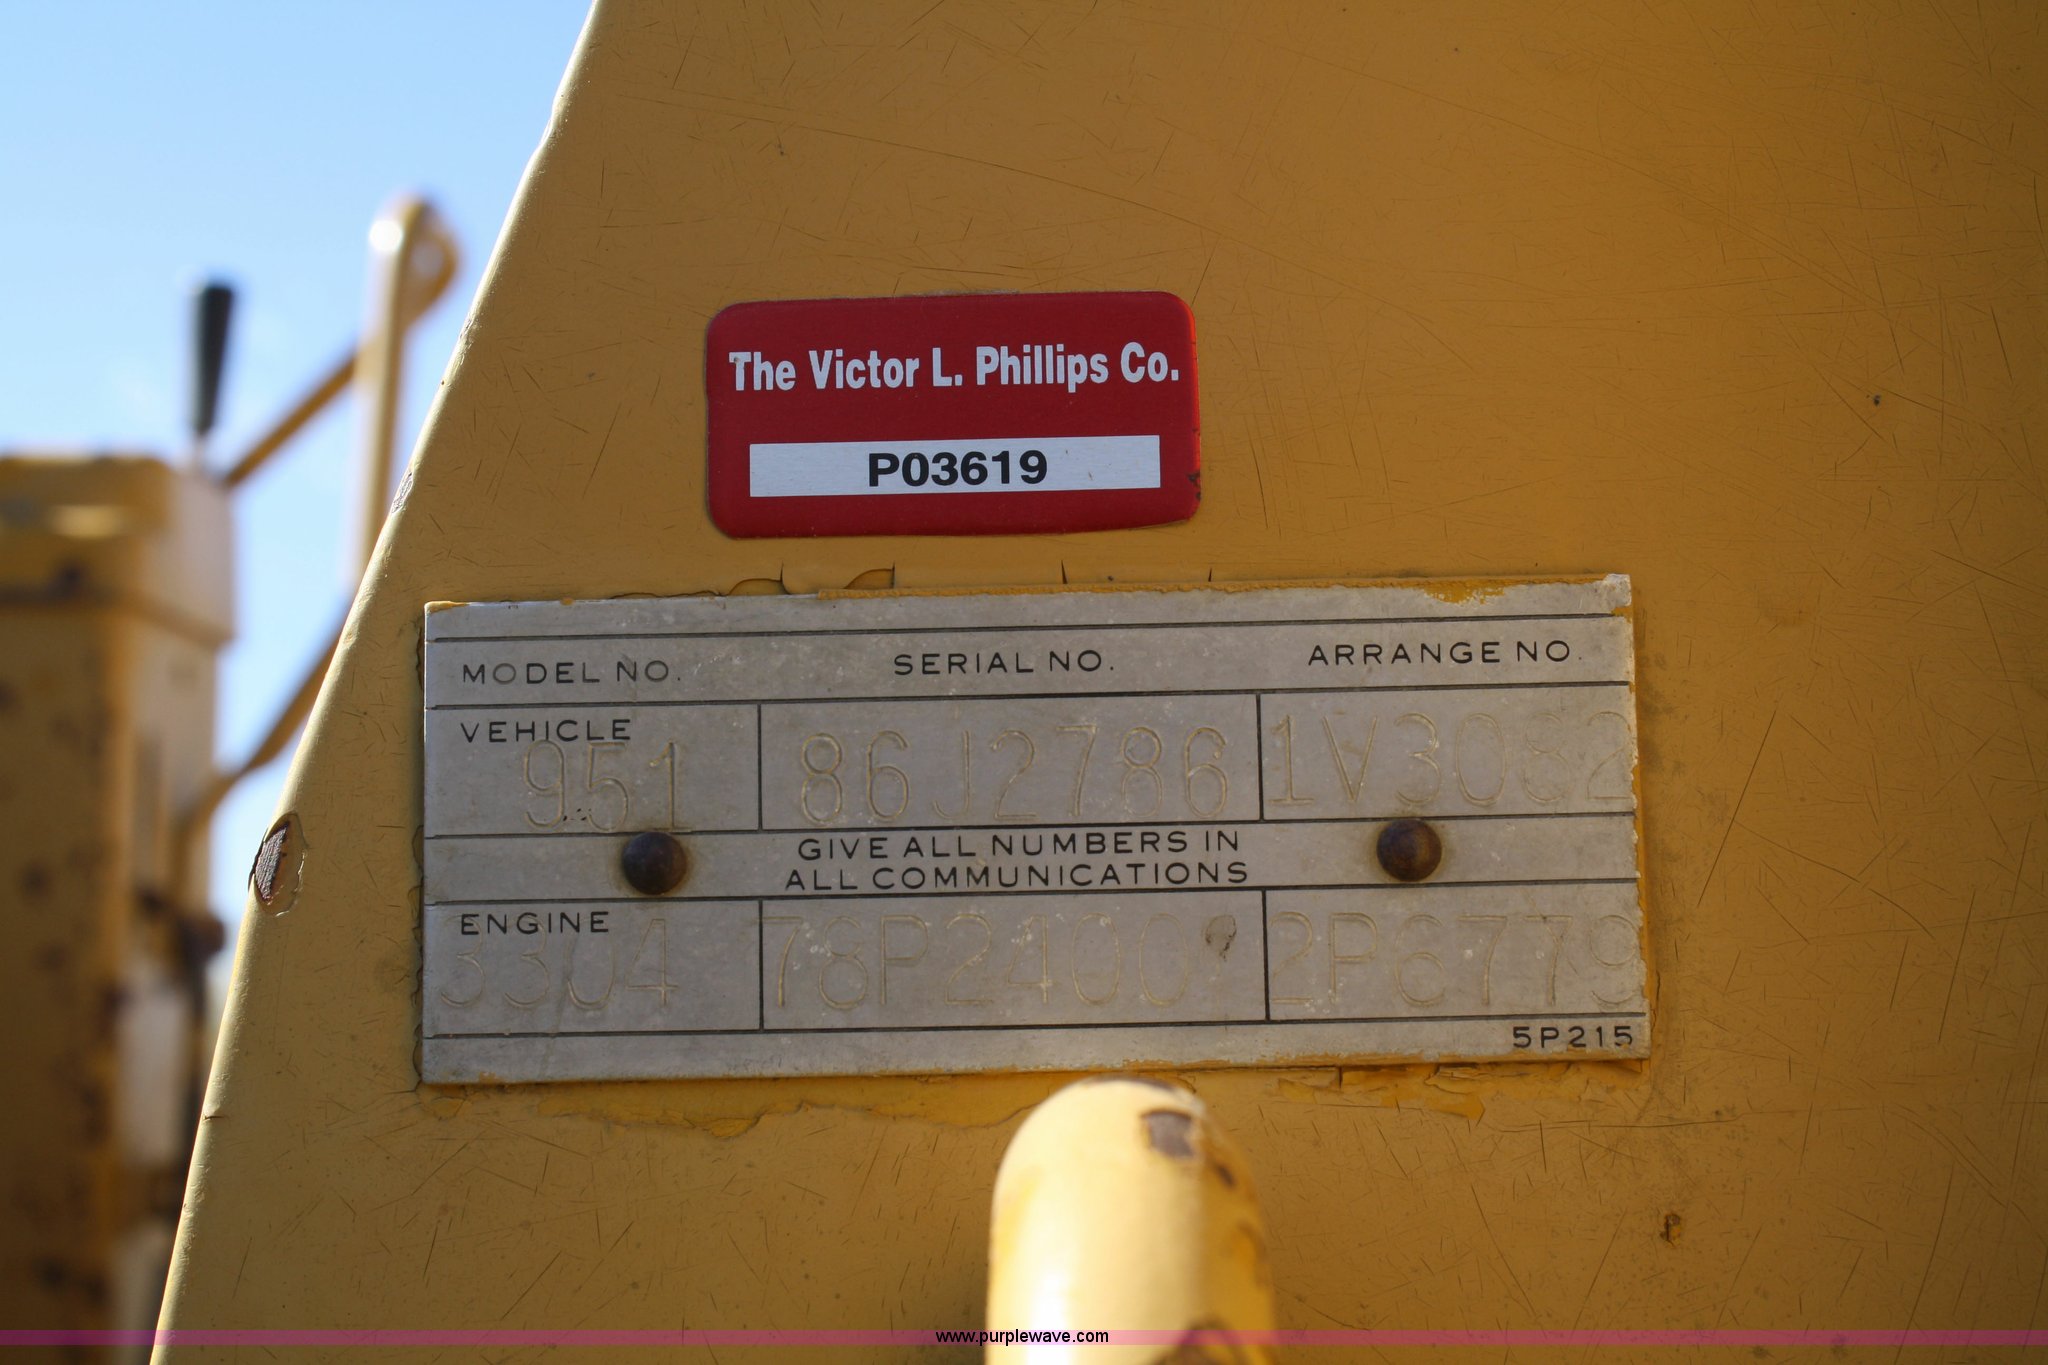 The Victor L. Phillips Co.
P03619
MODEL NO. SERIAL NO. ARRANGE NO.
VEHICLE
951 86J2786 1V3082
GIVE ALL NUMBERS IN
ALL COMMUNICATIONS
ENGINE
3304 2P6779
5P215
www.purplewave.com